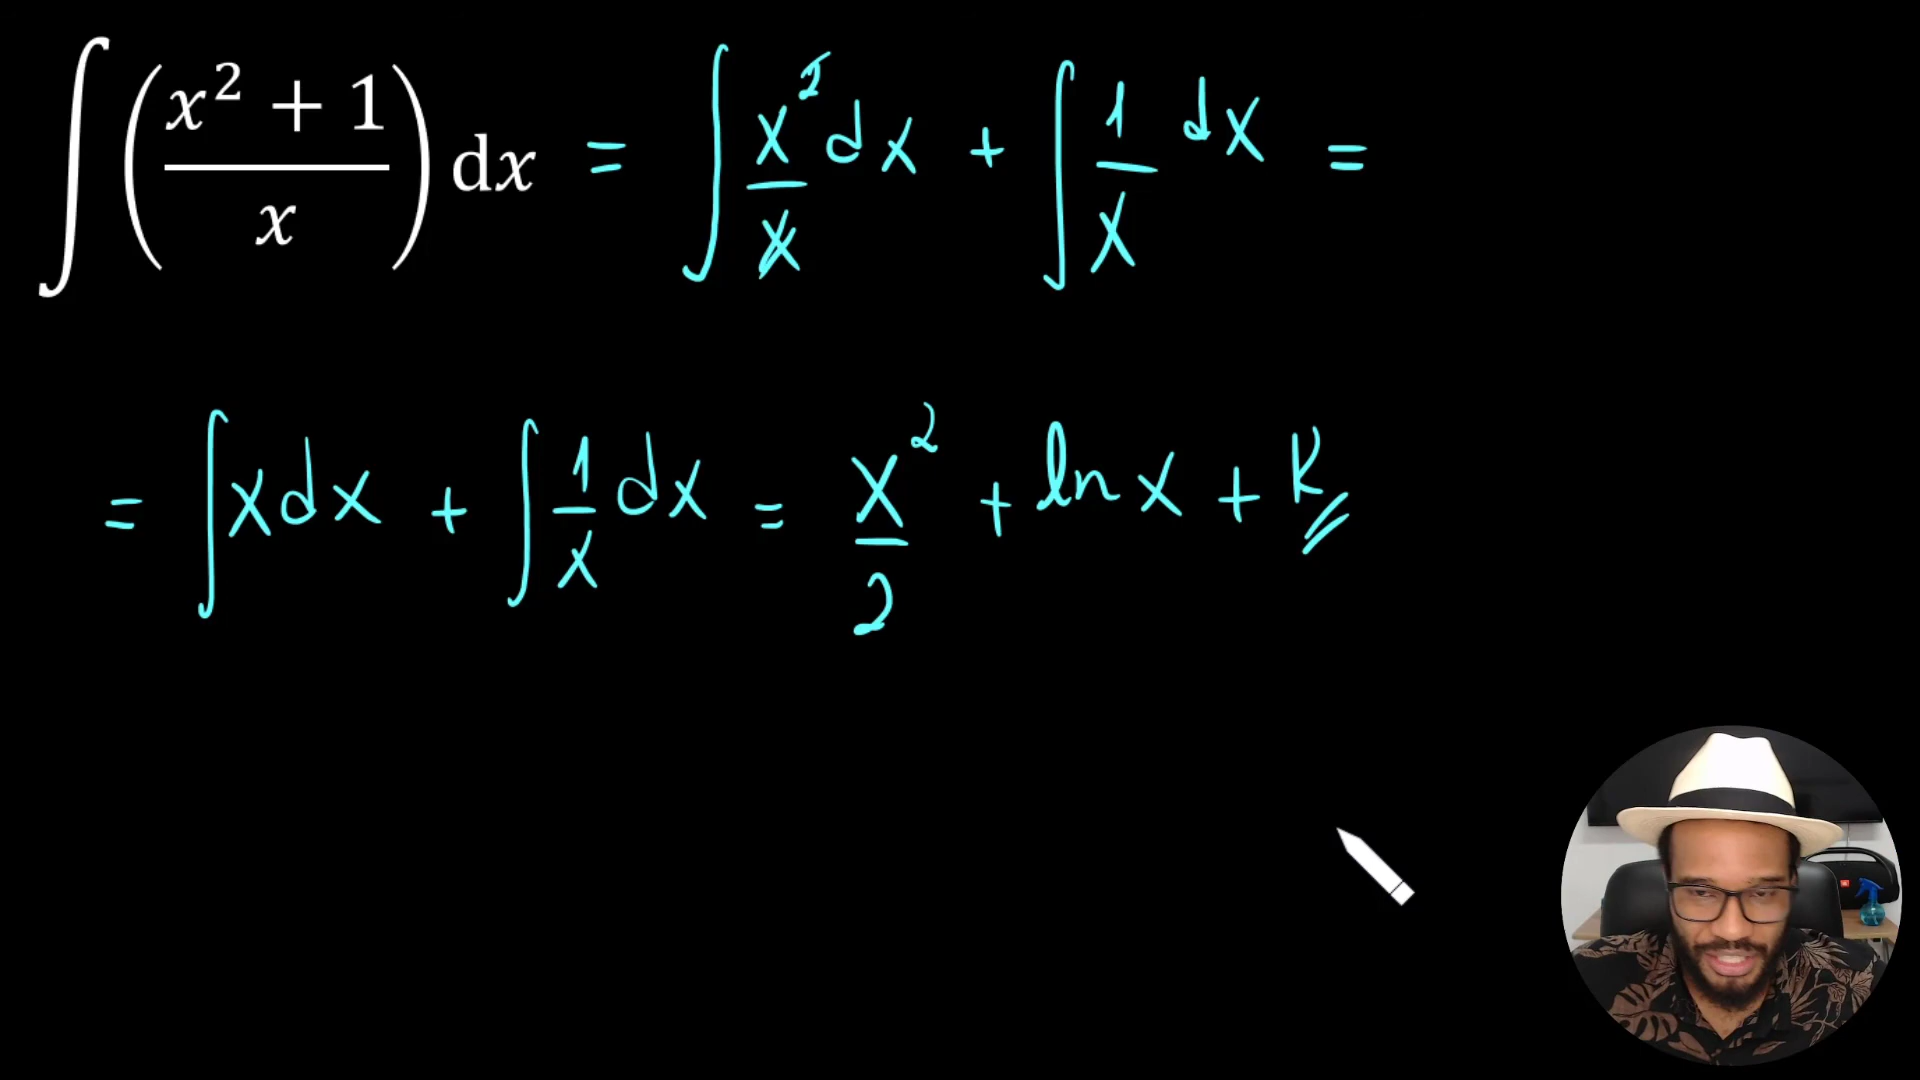 ∫ (x² + 1 / x) dx = ∫ x²/x dx + ∫ 1/x dx =
= ∫ x dx + ∫ 1/x dx = x²/2 + ln x + K